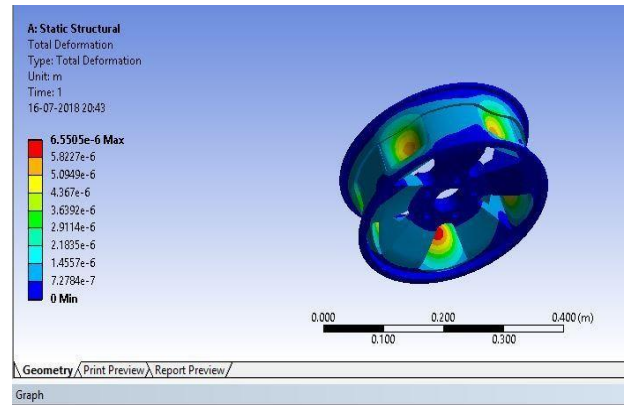 A: Static Structural
Total Deformation
Type: Total Deformation
Unit: m
Time: 1
16-07-2018 20:43
6.5505e-6 Max
5.8227e-6
5.0949e-6
4.367e-6
3.6392e-6
2.9114e-6
2.1835e-6
1.4557e-6
7.2784e-7
0 Min
0.000 0.200 0.400 (m)
0.100 0.300
Geometry Print Preview Report Preview
Graph